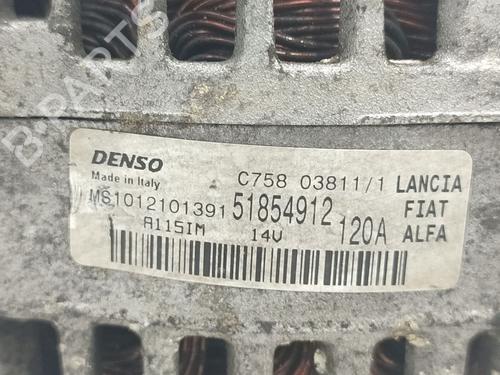 DENSO
Made in Italy
C758 03811/1
LANCIA
MS1012101391
51854912
FIAT
A115IM
14V
120A
ALFA
B-PARTS